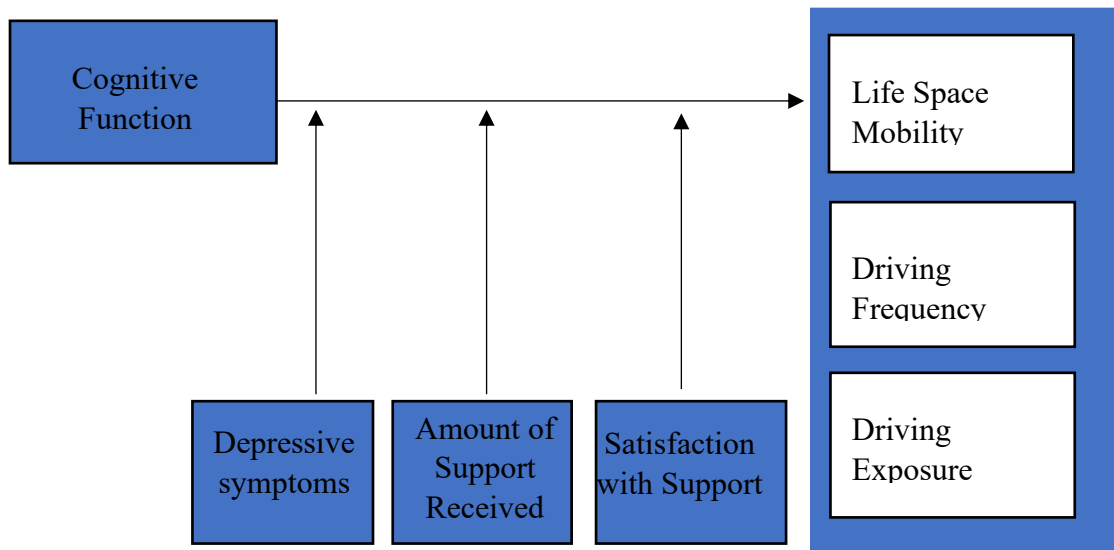 Cognitive
Function
Life Space
Mobility
Driving
Frequency
Driving
Exposure
Depressive
symptoms
Amount of
Support
Received
Satisfaction
with Support